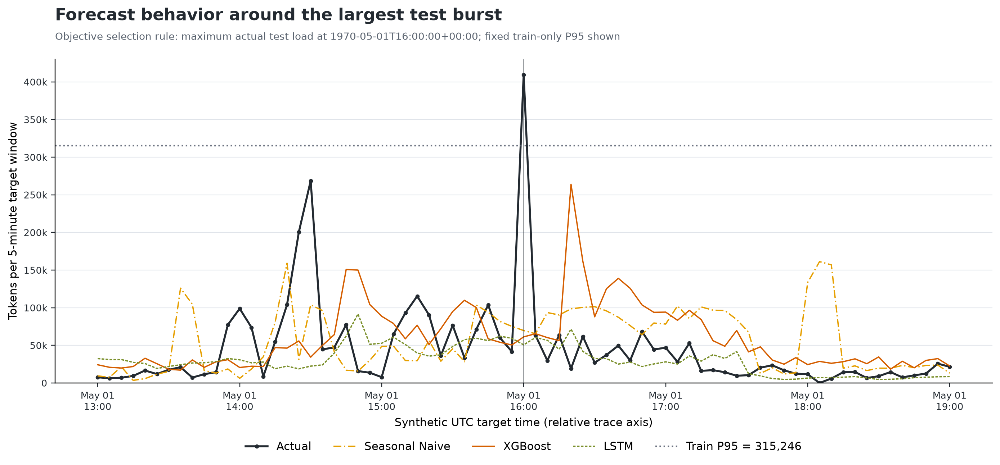 Forecast behavior around the largest test burst
Objective selection rule: maximum actual test load at 1970-05-01T16:00:00+00:00; fixed train-only P95 shown
Tokens per 5-minute target window
400k
350k
300k
250k
200k
150k
100k
50k
0
May 01
13:00
May 01
14:00
May 01
15:00
May 01
16:00
May 01
17:00
May 01
18:00
May 01
19:00
Synthetic UTC target time (relative trace axis)
Actual
Seasonal Naive
XGBoost
LSTM
Train P95 = 315,246